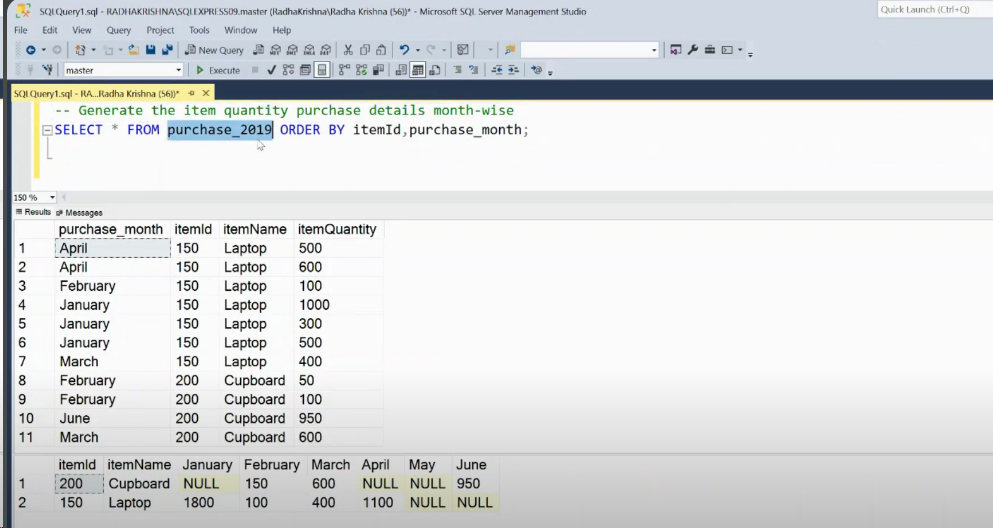 SQLQuery1.sql - RADHAKRISHNA\SQLEXPRESS09.master (RadhaKrishna\Radha Krishna (56))* - Microsoft SQL Server Management Studio
Quick Launch (Ctrl+Q)
File Edit View Query Project Tools Window Help
New Query
master Execute
SQLQuery1.sql - RA...Radha Krishna (56))*
-- Generate the item quantity purchase details month-wise
SELECT * FROM purchase_2019 ORDER BY itemId,purchase_month;
150 %
Results Messages
purchase_month itemId itemName itemQuantity
1 April 150 Laptop 500
2 April 150 Laptop 600
3 February 150 Laptop 100
4 January 150 Laptop 1000
5 January 150 Laptop 300
6 January 150 Laptop 500
7 March 150 Laptop 400
8 February 200 Cupboard 50
9 February 200 Cupboard 100
10 June 200 Cupboard 950
11 March 200 Cupboard 600
itemId itemName January February March April May June
1 200 Cupboard NULL 150 600 NULL NULL 950
2 150 Laptop 1800 100 400 1100 NULL NULL